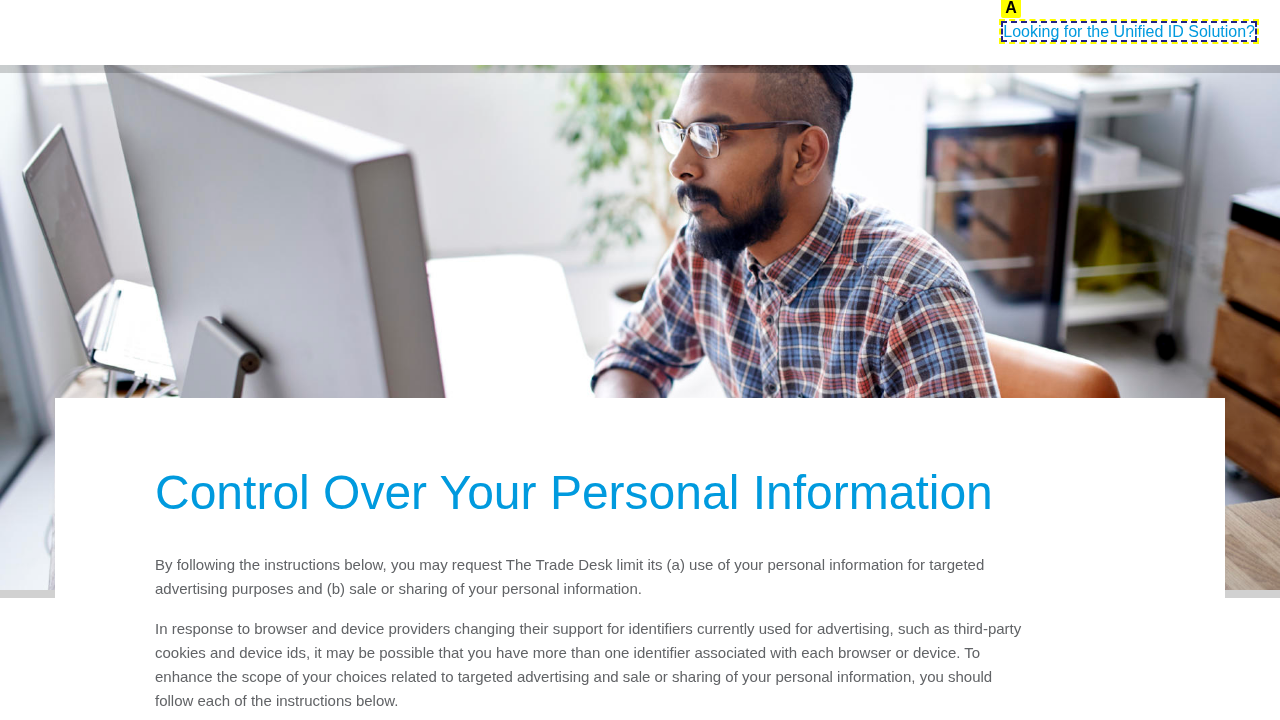 A
Looking for the Unified ID Solution?
Control Over Your Personal Information
By following the instructions below, you may request The Trade Desk limit its (a) use of your personal information for targeted
advertising purposes and (b) sale or sharing of your personal information.
In response to browser and device providers changing their support for identifiers currently used for advertising, such as third-party
cookies and device ids, it may be possible that you have more than one identifier associated with each browser or device. To
enhance the scope of your choices related to targeted advertising and sale or sharing of your personal information, you should
follow each of the instructions below.